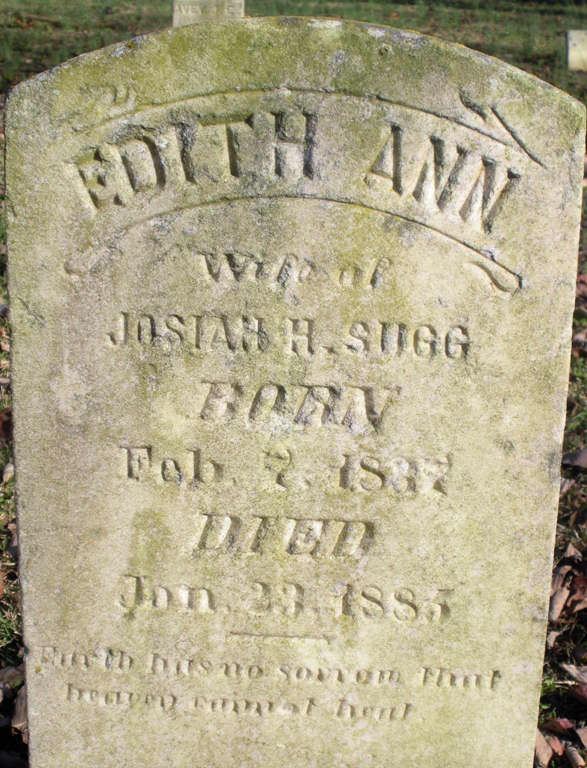 EDITH ANN
Wife of
JOSIAH H. SUGG
BORN
Feb. 7. 1837
DIED
Jan. 23. 1885
Earth has no sorrow that
heaven cannot heal.